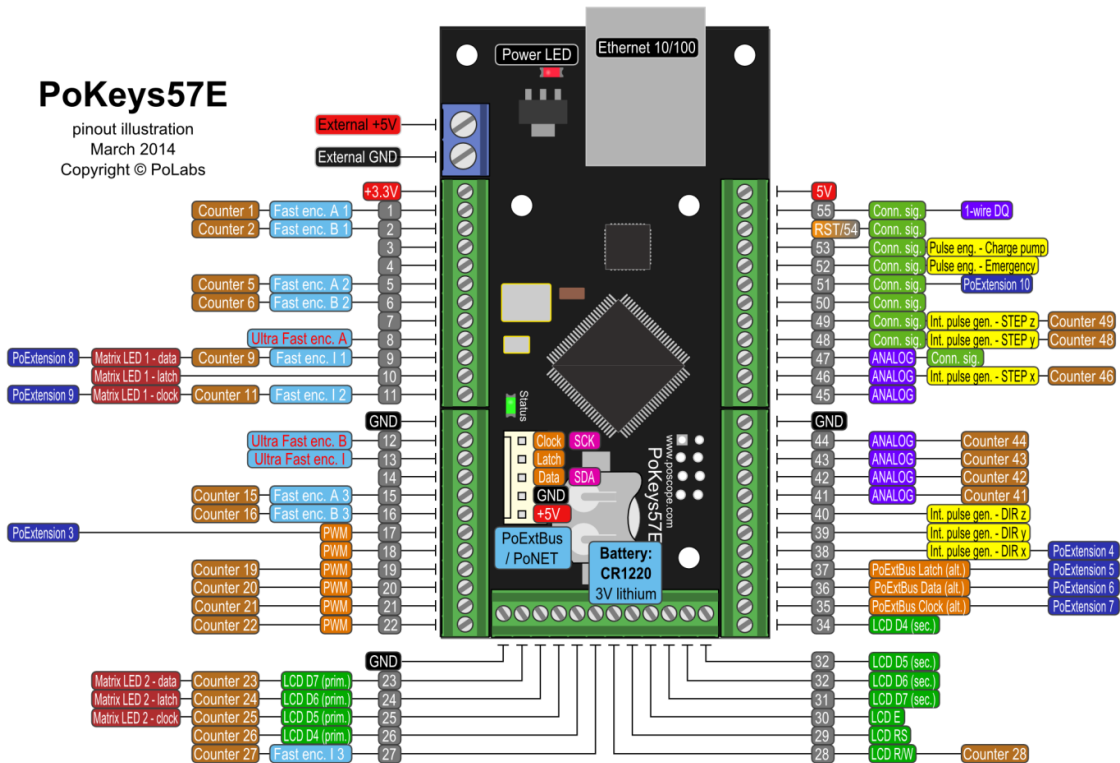 PoKeys57E
pinout illustration
March 2014
Copyright © PoLabs
Power LED
Ethernet 10/100
External +5V
External GND
+3.3V
Counter 1 Fast enc. A 1 1
Counter 2 Fast enc. B 1 2
3
4
Counter 5 Fast enc. A 2 5
Counter 6 Fast enc. B 2 6
7
Ultra Fast enc. A 8
PoExtension 8 Matrix LED 1 - data Counter 9 Fast enc. I 1 9
Matrix LED 1 - latch 10
PoExtension 9 Matrix LED 1 - clock Counter 11 Fast enc. I 2 11
GND
Ultra Fast enc. B 12
Ultra Fast enc. I 13
14
Counter 15 Fast enc. A 3 15
Counter 16 Fast enc. B 3 16
PoExtension 3 PWM 17
PWM 18
Counter 19 PWM 19
Counter 20 PWM 20
Counter 21 PWM 21
Counter 22 PWM 22
GND
Matrix LED 2 - data Counter 23 LCD D7 (prim.) 23
Matrix LED 2 - latch Counter 24 LCD D6 (prim.) 24
Matrix LED 2 - clock Counter 25 LCD D5 (prim.) 25
Counter 26 LCD D4 (prim.) 26
Counter 27 Fast enc. I 3 27
Status
Clock SCK
Latch
Data SDA
GND
+5V
PoExtBus
/ PoNET
Battery:
CR1220
3V lithium
www.poscope.com
PoKeys57E
5V
55 Conn. sig. 1-wire DQ
RST/54 Conn. sig.
53 Conn. sig. Pulse eng. - Charge pump
52 Conn. sig. Pulse eng. - Emergency
51 Conn. sig. PoExtension 10
50 Conn. sig.
49 Conn. sig. Int. pulse gen. - STEP z Counter 49
48 Conn. sig. Int. pulse gen. - STEP y Counter 48
47 ANALOG Conn. sig.
46 ANALOG Int. pulse gen. - STEP x Counter 46
45 ANALOG
GND
44 ANALOG Counter 44
43 ANALOG Counter 43
42 ANALOG Counter 42
41 ANALOG Counter 41
40 Int. pulse gen. - DIR z
39 Int. pulse gen. - DIR y
38 Int. pulse gen. - DIR x PoExtension 4
37 PoExtBus Latch (alt.) PoExtension 5
36 PoExtBus Data (alt.) PoExtension 6
35 PoExtBus Clock (alt.) PoExtension 7
34 LCD D4 (sec.)
32 LCD D5 (sec.)
32 LCD D6 (sec.)
31 LCD D7 (sec.)
30 LCD E
29 LCD RS
28 LCD R/W Counter 28